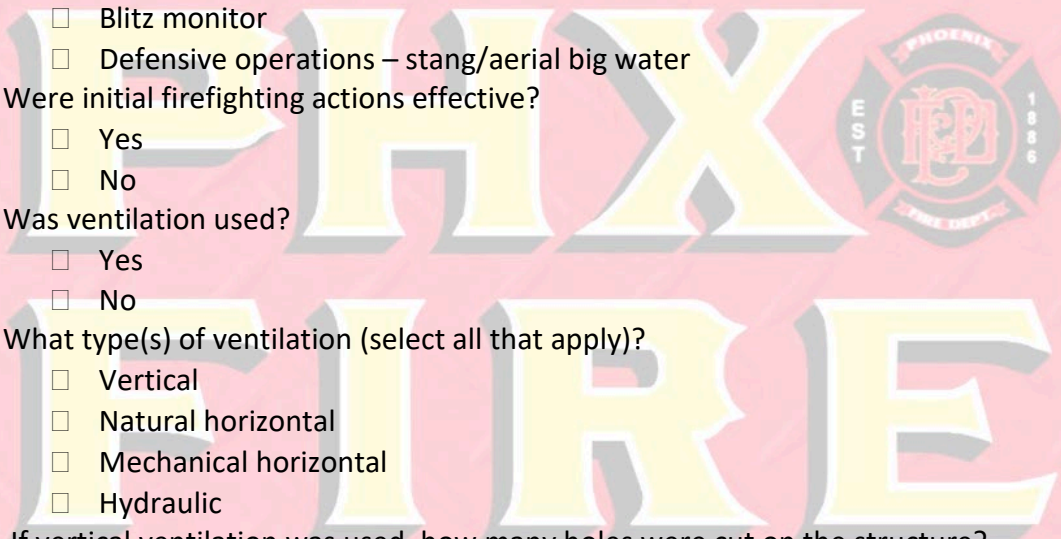 ☐ Blitz monitor
☐ Defensive operations – stang/aerial big water
Were initial firefighting actions effective?
☐ Yes
☐ No
Was ventilation used?
☐ Yes
☐ No
What type(s) of ventilation (select all that apply)?
☐ Vertical
☐ Natural horizontal
☐ Mechanical horizontal
☐ Hydraulic
If vertical ventilation was used, how many holes were cut on the structure?
PHX
FIRE
PHOENIX
EST
1886
PFD
FIRE DEPT.